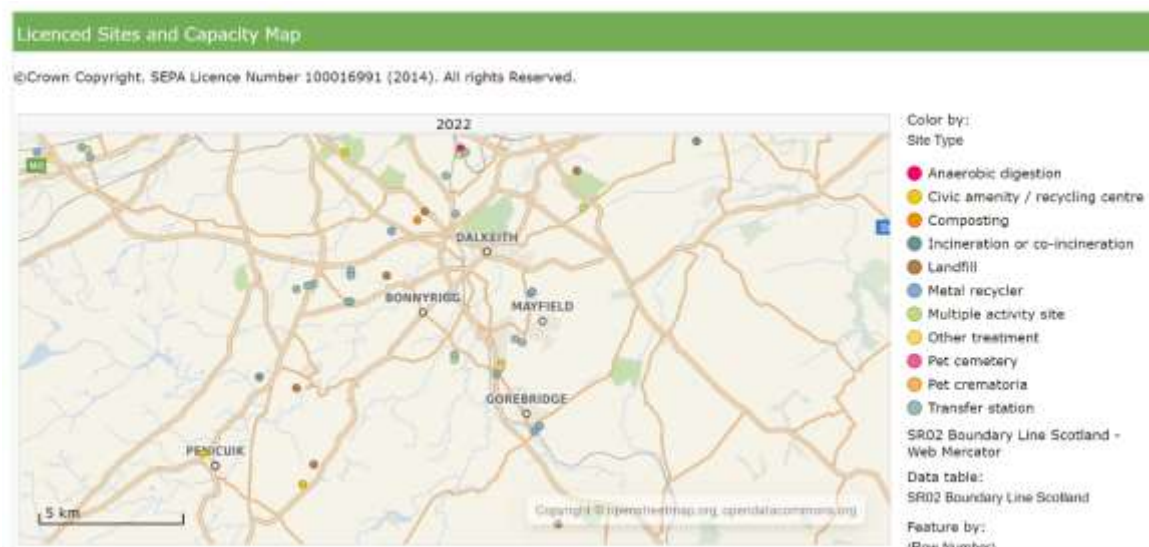 Licenced Sites and Capacity Map
©Crown Copyright. SEPA Licence Number 100016991 (2014). All rights Reserved.
2022
DALKEITH
BONNYRIGG
MAYFIELD
GOREBRIDGE
PENICUIK
5 km
Copyright © openstreetmap.org, opendatacommons.org
Color by:
Site Type
Anaerobic digestion
Civic amenity / recycling centre
Composting
Incineration or co-incineration
Landfill
Metal recycler
Multiple activity site
Other treatment
Pet cemetery
Pet crematoria
Transfer station
SR02 Boundary Line Scotland -
Web Mercator
Data table:
SR02 Boundary Line Scotland
Feature by:
(Row Number)